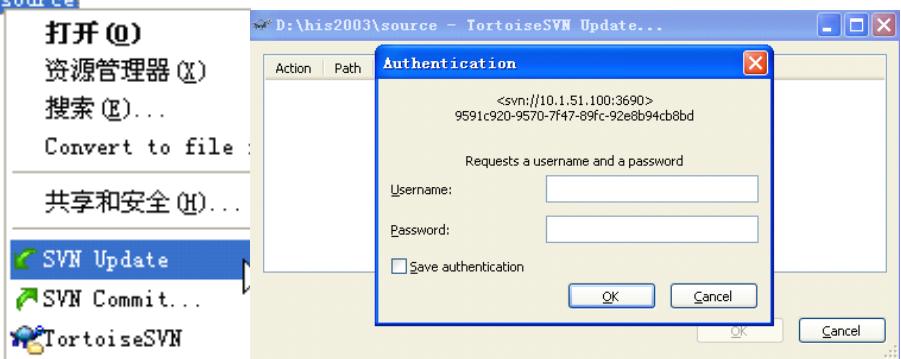 source
打开(O)
资源管理器(X)
搜索(E)...
Convert to file
共享和安全(H)...
SVN Update
SVN Commit...
TortoiseSVN
D:\his2003\source - TortoiseSVN Update...
Action Path
Authentication
<svn://10.1.51.100:3690>
9591c920-9570-7f47-89fc-92e8b94cb8bd
Requests a username and a password
Username:
Password:
Save authentication
OK Cancel
OK Cancel